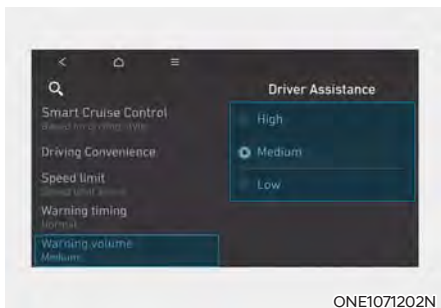 Driver Assistance
Smart Cruise Control
Based on driving style
Driving Convenience
Speed limit
Speed limit assist
Warning timing
Normal
Warning volume
Medium
High
Medium
Low
ONE1071202N